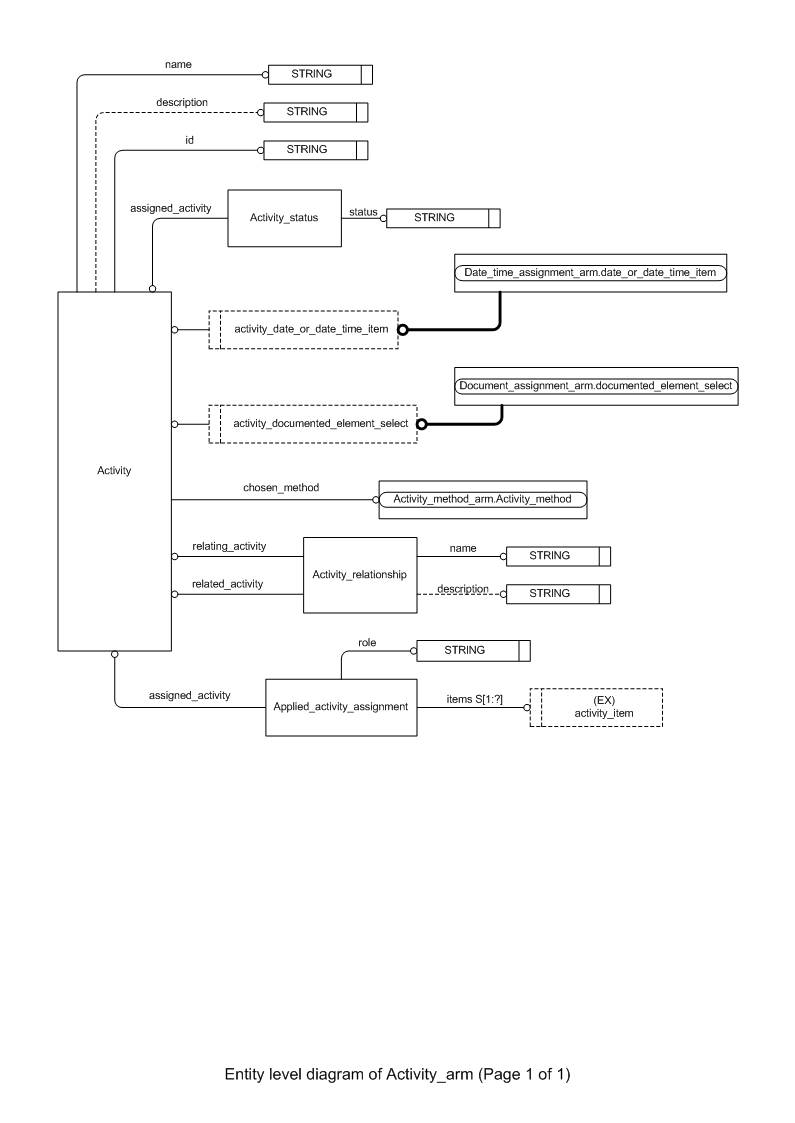 name
STRING
description
STRING
id
STRING
assigned_activity
Activity_status
status
STRING
Date_time_assignment_arm.date_or_date_time_item
activity_date_or_date_time_item
Document_assignment_arm.documented_element_select
activity_documented_element_select
Activity
chosen_method
Activity_method_arm.Activity_method
relating_activity
name
STRING
Activity_relationship
related_activity
description
STRING
role
STRING
assigned_activity
Applied_activity_assignment
items S[1:?]
(EX)
activity_item
Entity level diagram of Activity_arm (Page 1 of 1)